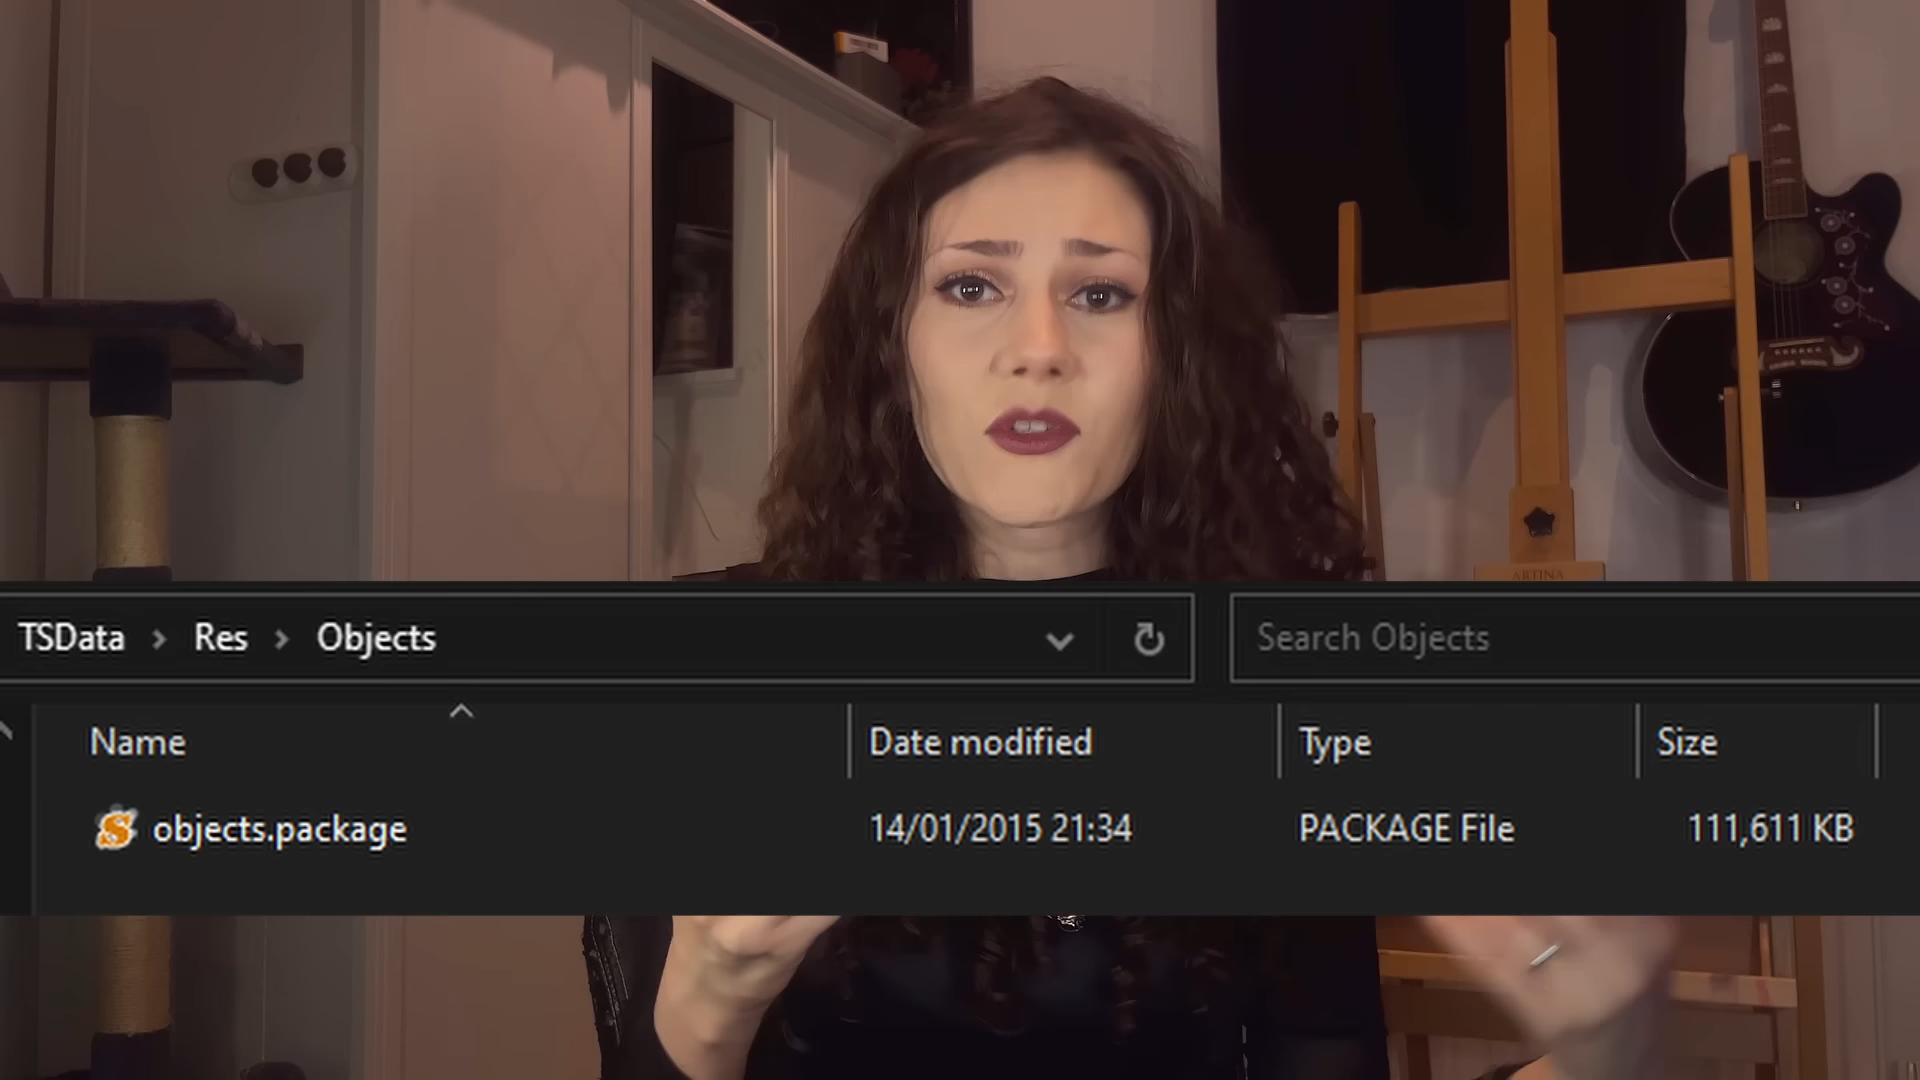 ARTINA
TSData > Res > Objects
Search Objects
Name
Date modified
Type
Size
objects.package
14/01/2015 21:34
PACKAGE File
111,611 KB